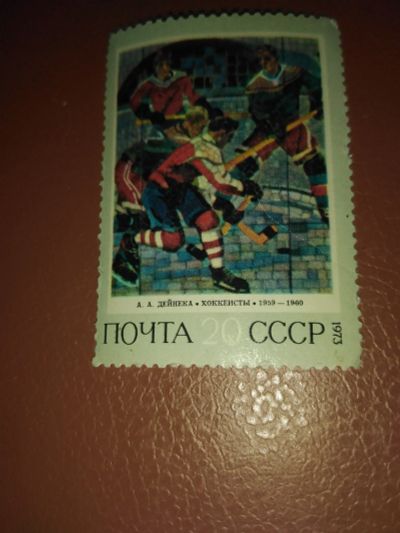 А. А. ДЕЙНЕКА • ХОККЕИСТЫ • 1959 — 1960
ПОЧТА 20 СССР 1973